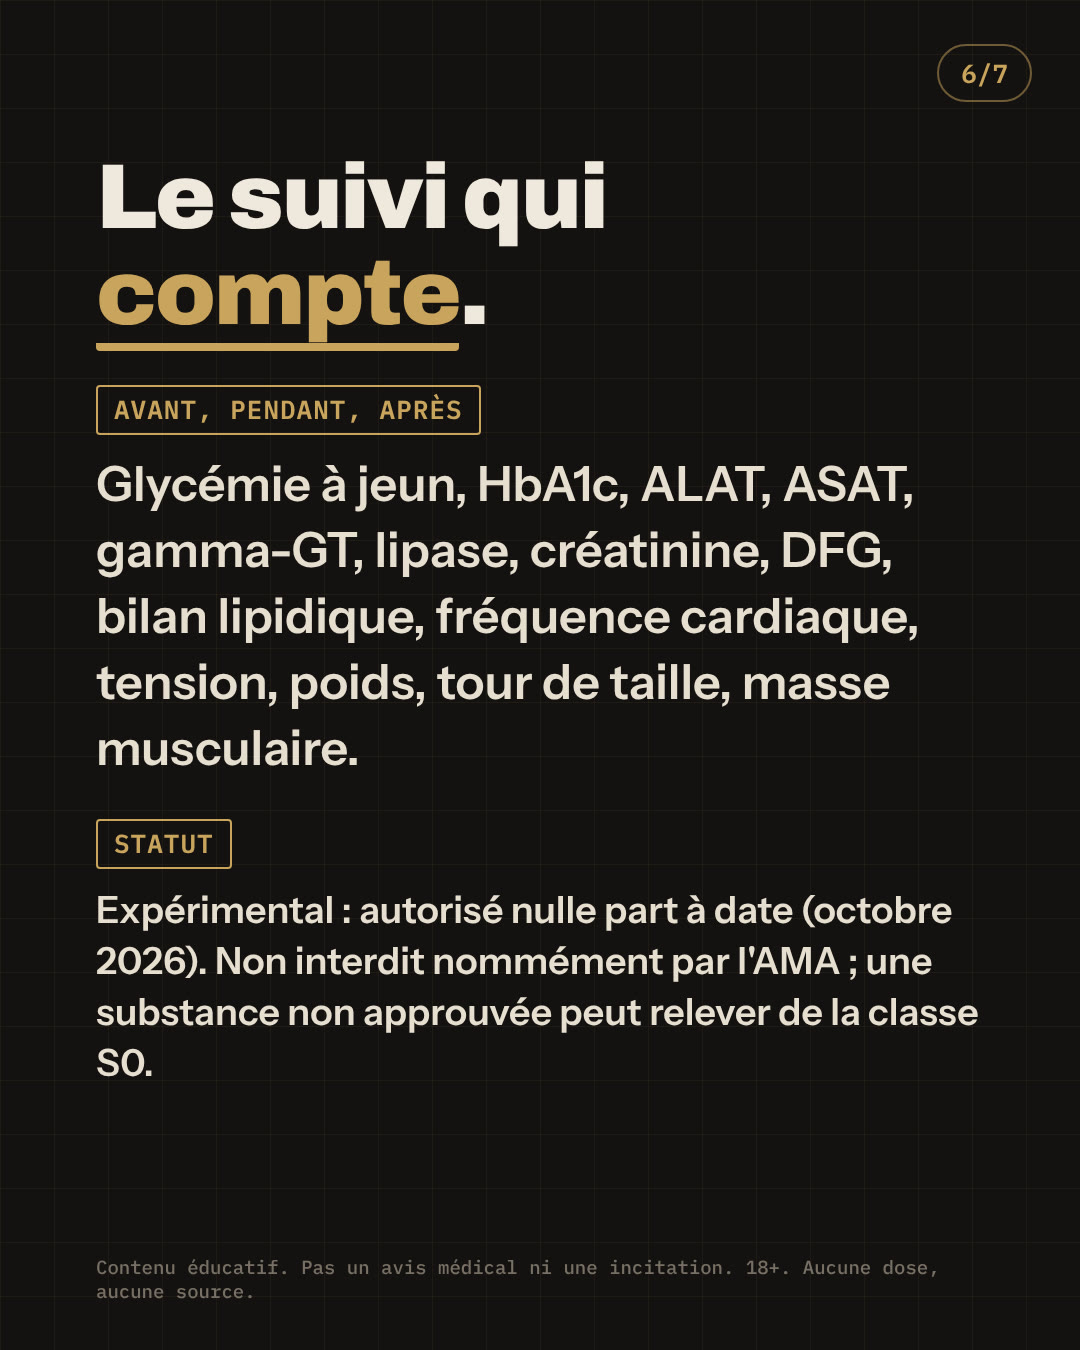 6/7
Le suivi qui
compte.
AVANT, PENDANT, APRÈS
Glycémie à jeun, HbA1c, ALAT, ASAT,
gamma-GT, lipase, créatinine, DFG,
bilan lipidique, fréquence cardiaque,
tension, poids, tour de taille, masse
musculaire.
STATUT
Expérimental : autorisé nulle part à date (octobre
2026). Non interdit nommément par l'AMA ; une
substance non approuvée peut relever de la classe
S0.
Contenu éducatif. Pas un avis médical ni une incitation. 18+. Aucune dose,
aucune source.